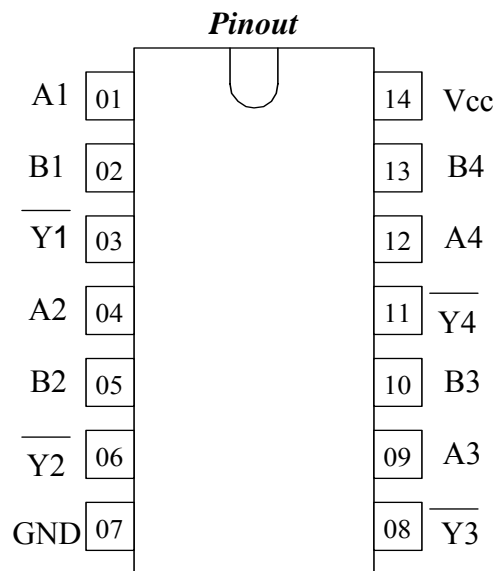 Pinout
A1 01 14 Vcc
B1 02 13 B4
Y1 03 12 A4
A2 04 11 Y4
B2 05 10 B3
Y2 06 09 A3
GND 07 08 Y3